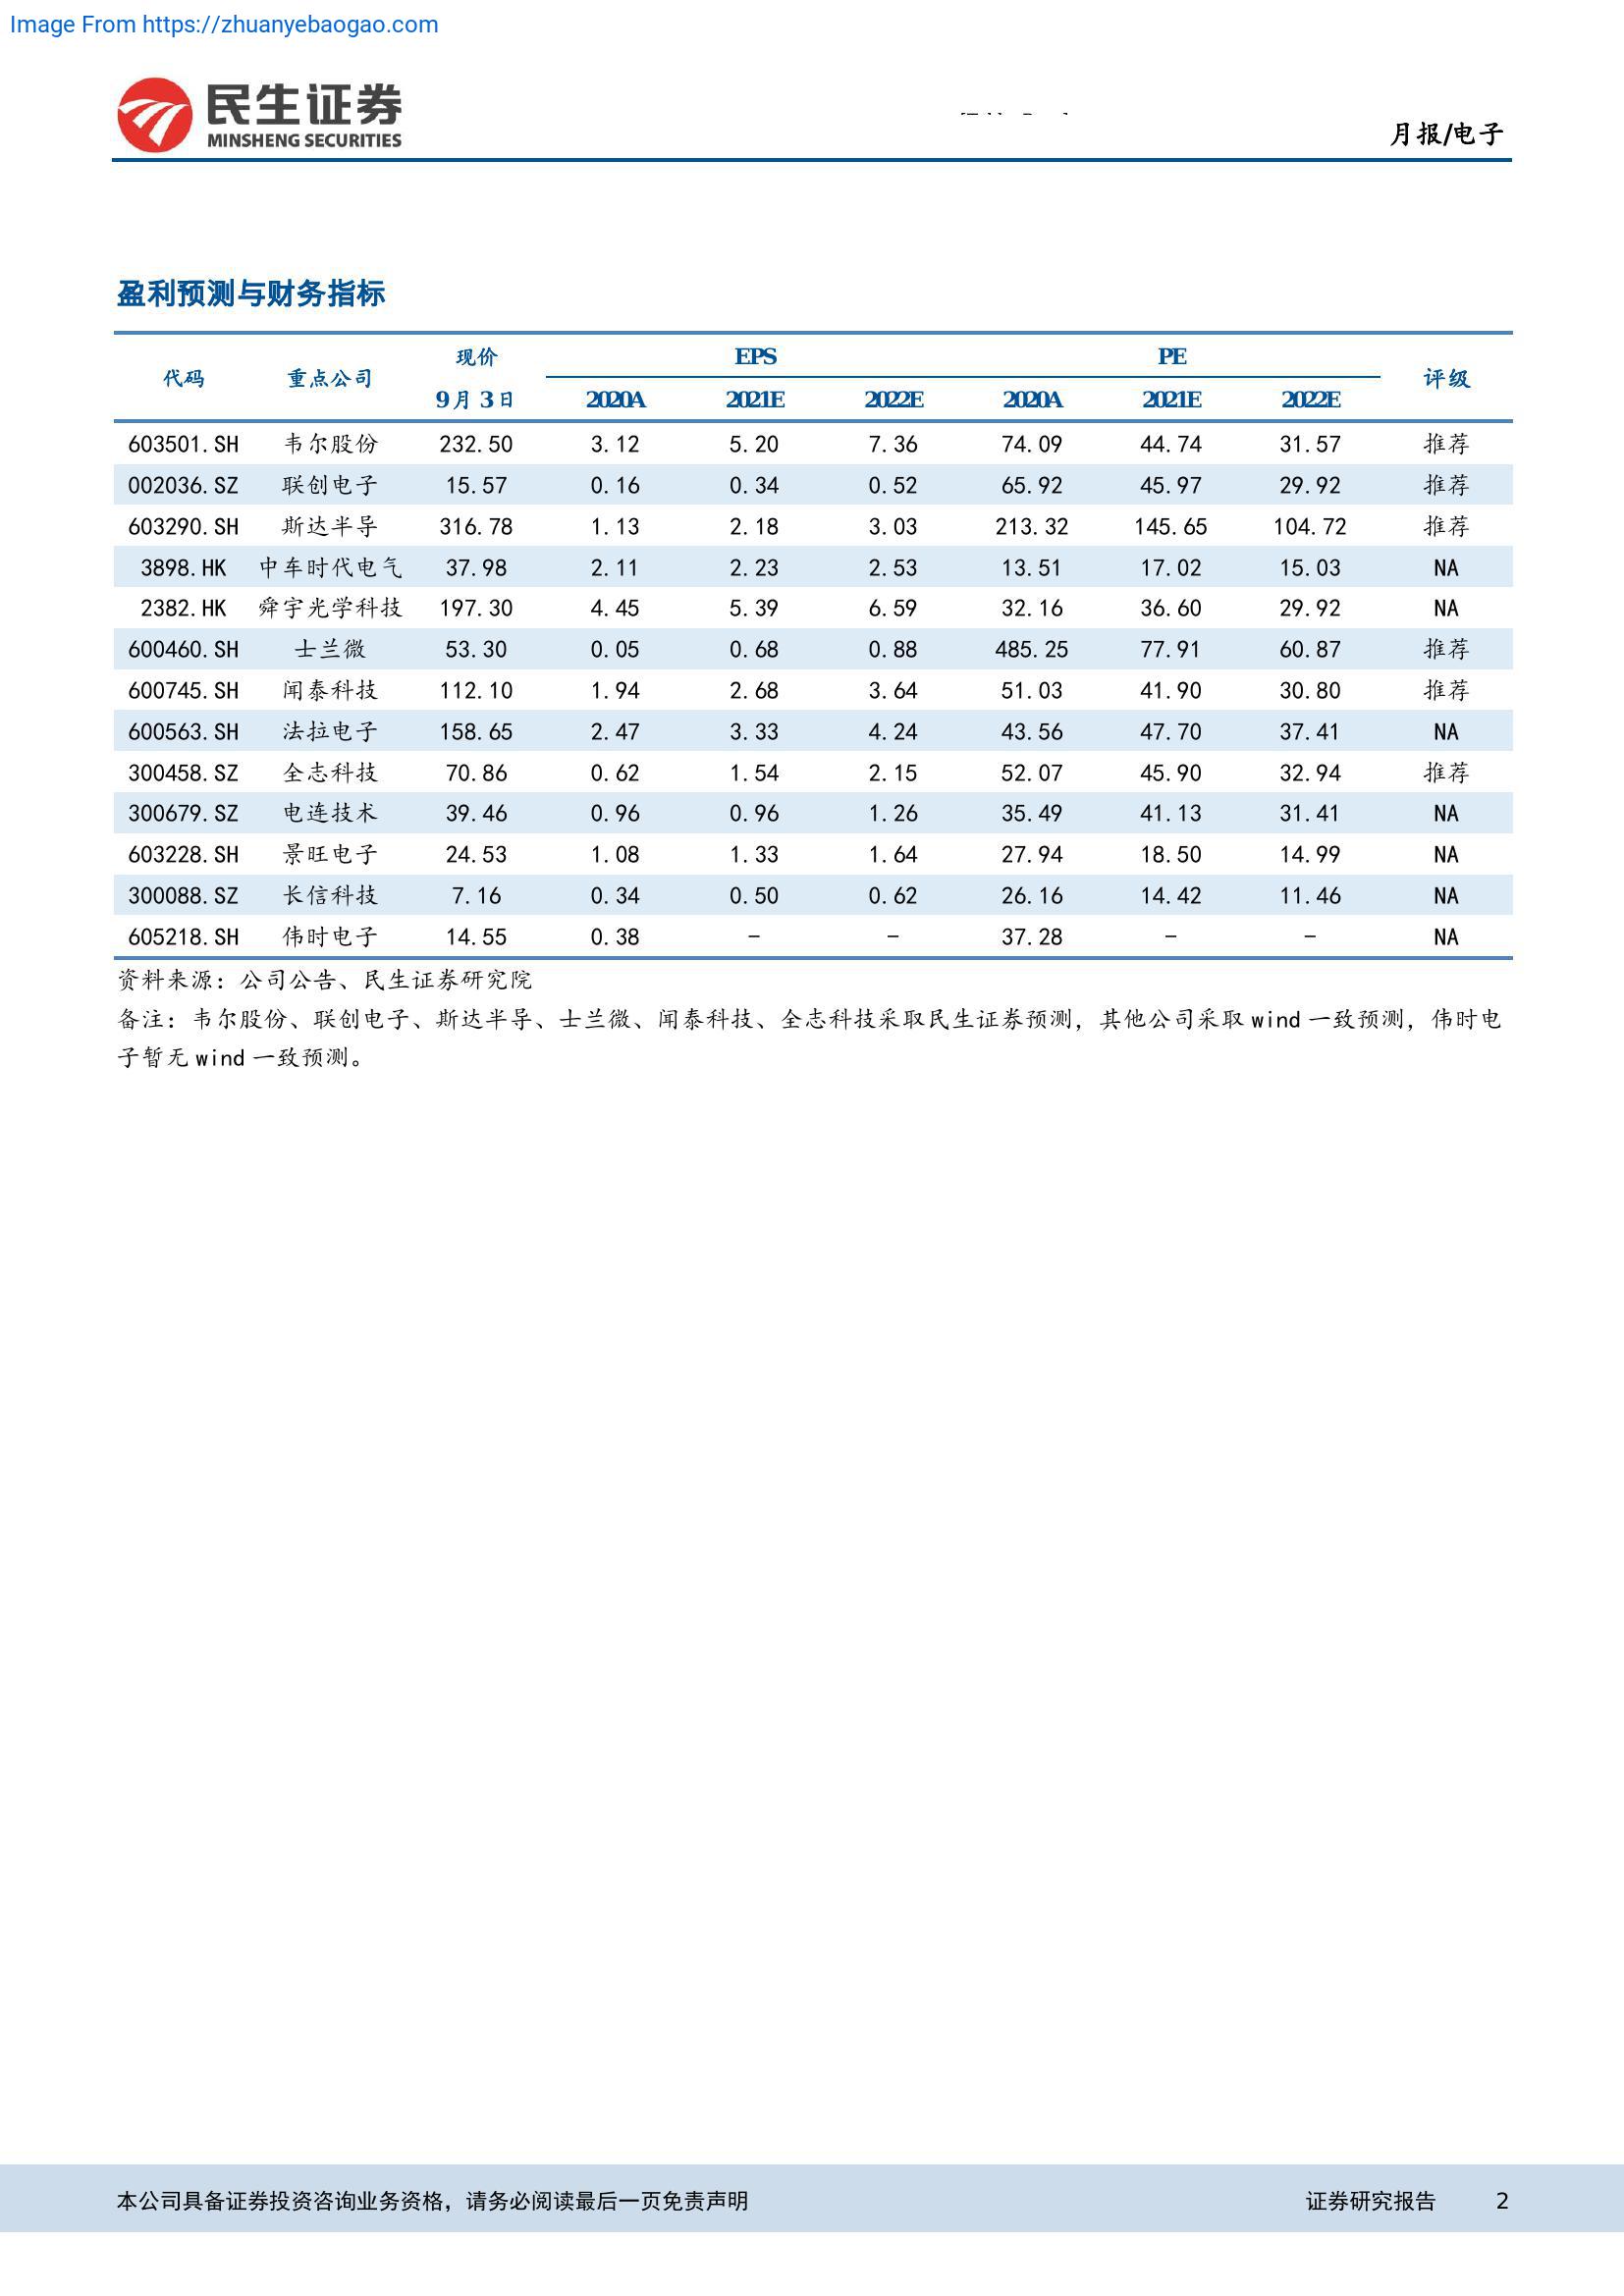 Image From https://zhuanyebaogao.com
民生证券
MINSHENG SECURITIES
月报/电子
盈利预测与财务指标
代码 重点公司 现价 EPS PE 评级
9月3日 2020A 2021E 2022E 2020A 2021E 2022E
603501.SH 韦尔股份 232.50 3.12 5.20 7.36 74.09 44.74 31.57 推荐
002036.SZ 联创电子 15.57 0.16 0.34 0.52 65.92 45.97 29.92 推荐
603290.SH 斯达半导 316.78 1.13 2.18 3.03 213.32 145.65 104.72 推荐
3898.HK 中车时代电气 37.98 2.11 2.23 2.53 13.51 17.02 15.03 NA
2382.HK 舜宇光学科技 197.30 4.45 5.39 6.59 32.16 36.60 29.92 NA
600460.SH 士兰微 53.30 0.05 0.68 0.88 485.25 77.91 60.87 推荐
600745.SH 闻泰科技 112.10 1.94 2.68 3.64 51.03 41.90 30.80 推荐
600563.SH 法拉电子 158.65 2.47 3.33 4.24 43.56 47.70 37.41 NA
300458.SZ 全志科技 70.86 0.62 1.54 2.15 52.07 45.90 32.94 推荐
300679.SZ 电连技术 39.46 0.96 0.96 1.26 35.49 41.13 31.41 NA
603228.SH 景旺电子 24.53 1.08 1.33 1.64 27.94 18.50 14.99 NA
300088.SZ 长信科技 7.16 0.34 0.50 0.62 26.16 14.42 11.46 NA
605218.SH 伟时电子 14.55 0.38 - - 37.28 - - NA
资料来源：公司公告、民生证券研究院
备注：韦尔股份、联创电子、斯达半导、士兰微、闻泰科技、全志科技采取民生证券预测，其他公司采取 wind 一致预测，伟时电
子暂无 wind 一致预测。
本公司具备证券投资咨询业务资格，请务必阅读最后一页免责声明 证券研究报告 2